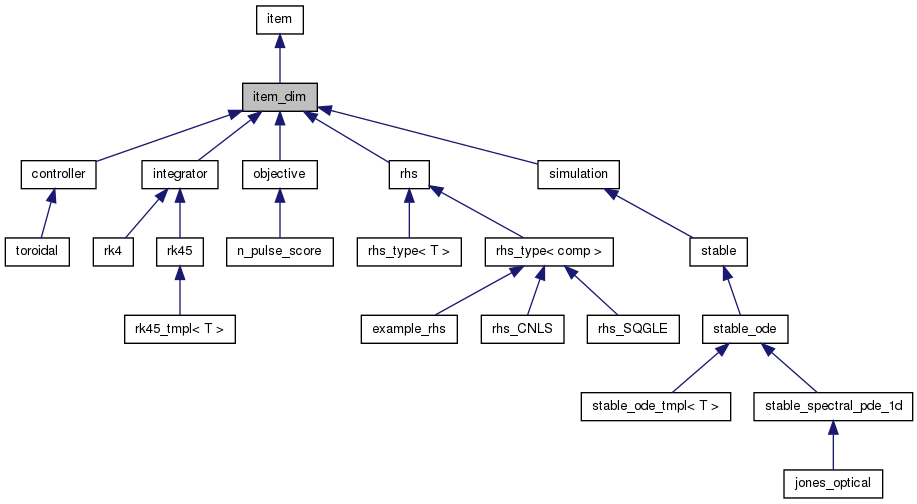 item
item_dim
controller
integrator
objective
rhs
simulation
toroidal
rk4
rk45
n_pulse_score
rhs_type< T >
rhs_type< comp >
stable
rk45_tmpl< T >
example_rhs
rhs_CNLS
rhs_SQGLE
stable_ode
stable_ode_tmpl< T >
stable_spectral_pde_1d
jones_optical